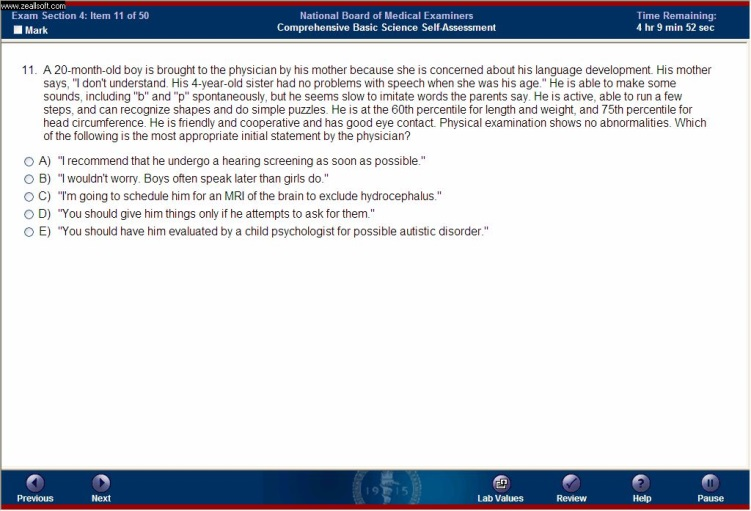 www.zeallsoft.com
Exam Section 4: Item 11 of 50
National Board of Medical Examiners
Time Remaining:
Mark
Comprehensive Basic Science Self-Assessment
4 hr 9 min 52 sec
11. A 20-month-old boy is brought to the physician by his mother because she is concerned about his language development. His mother
says, "I don't understand. His 4-year-old sister had no problems with speech when she was his age." He is able to make some
sounds, including "b" and "p" spontaneously, but he seems slow to imitate words the parents say. He is active, able to run a few
steps, and can recognize shapes and do simple puzzles. He is at the 60th percentile for length and weight, and 75th percentile for
head circumference. He is friendly and cooperative and has good eye contact. Physical examination shows no abnormalities. Which
of the following is the most appropriate initial statement by the physician?
A) "I recommend that he undergo a hearing screening as soon as possible."
B) "I wouldn't worry. Boys often speak later than girls do."
C) "I'm going to schedule him for an MRI of the brain to exclude hydrocephalus."
D) "You should give him things only if he attempts to ask for them."
E) "You should have him evaluated by a child psychologist for possible autistic disorder."
1915
Previous
Next
Lab Values
Review
Help
Pause